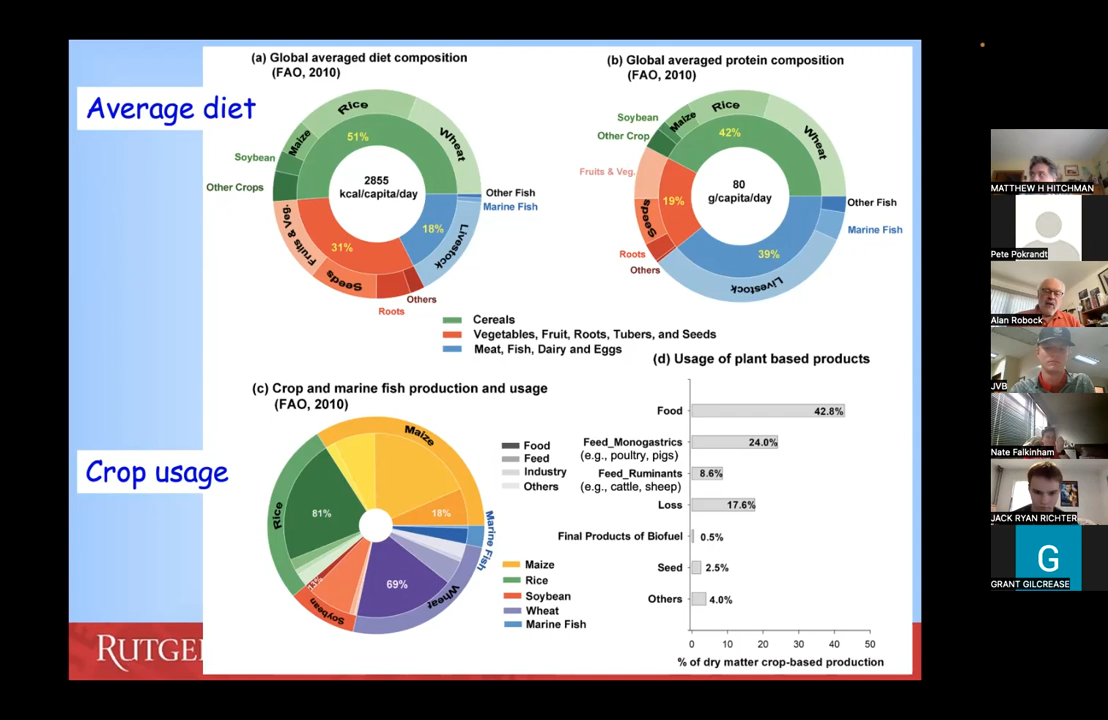 Average diet
(a) Global averaged diet composition
(FAO, 2010)
Rice
Wheat
Maize
51%
Soybean
Other Crops
2855
kcal/capita/day
Other Fish
Marine Fish
18%
31%
Fruits & Veg.
Livestock
Seeds
Others
Roots
(b) Global averaged protein composition
(FAO, 2010)
Rice
Soybean
Maize
Wheat
Other Crop
42%
Fruits & Veg.
80
g/capita/day
19%
Seeds
Other Fish
Marine Fish
39%
Roots
Others
Livestock
Cereals
Vegetables, Fruit, Roots, Tubers, and Seeds
Meat, Fish, Dairy and Eggs
Crop usage
(c) Crop and marine fish production and usage
(FAO, 2010)
Maize
Rice
81%
18%
Marine Fish
69%
Wheat
Soybean
Food
Feed
Industry
Others
Maize
Rice
Soybean
Wheat
Marine Fish
(d) Usage of plant based products
Food
42.8%
Feed_Monogastrics
24.0%
(e.g., poultry, pigs)
Feed_Ruminants
8.6%
(e.g., cattle, sheep)
Loss
17.6%
Final Products of Biofuel
0.5%
Seed
2.5%
Others
4.0%
0 10 20 30 40 50
% of dry matter crop-based production
RUTGE
MATTHEW H HITCHMAN
Pete Pokrandt
Alan Robock
JVB
Nate Falkinham
JACK RYAN RICHTER
G
GRANT GILCREASE